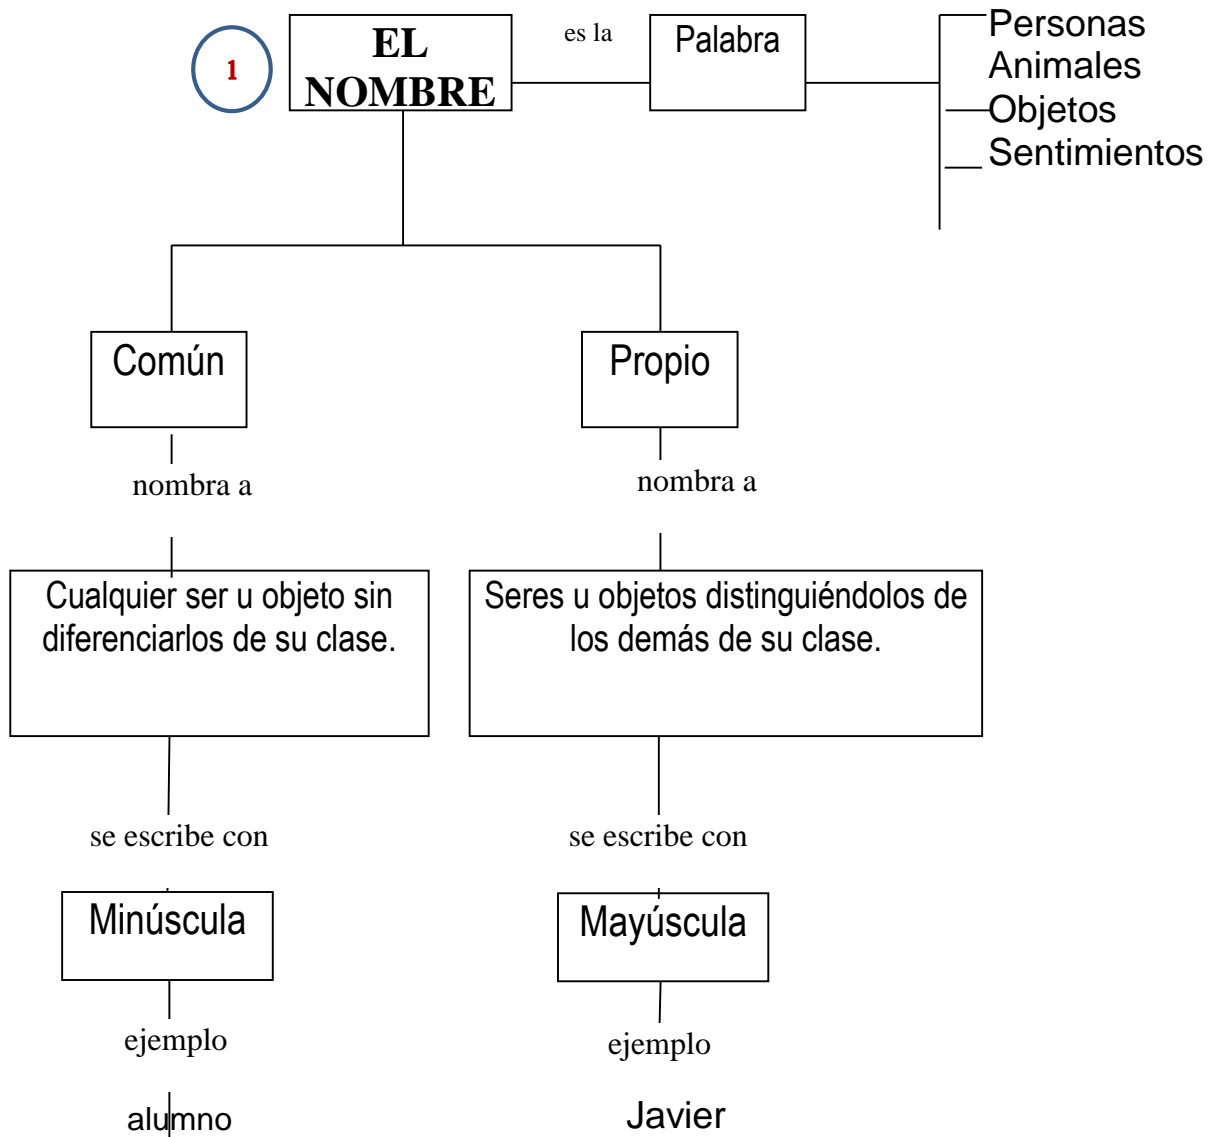 1
EL
NOMBRE
es la
Palabra
Personas
Animales
Objetos
Sentimientos
Común
Propio
nombra a
nombra a
Cualquier ser u objeto sin
diferenciarlos de su clase.
Seres u objetos distinguiéndolos de
los demás de su clase.
se escribe con
se escribe con
Minúscula
Mayúscula
ejemplo
ejemplo
alumno
Javier